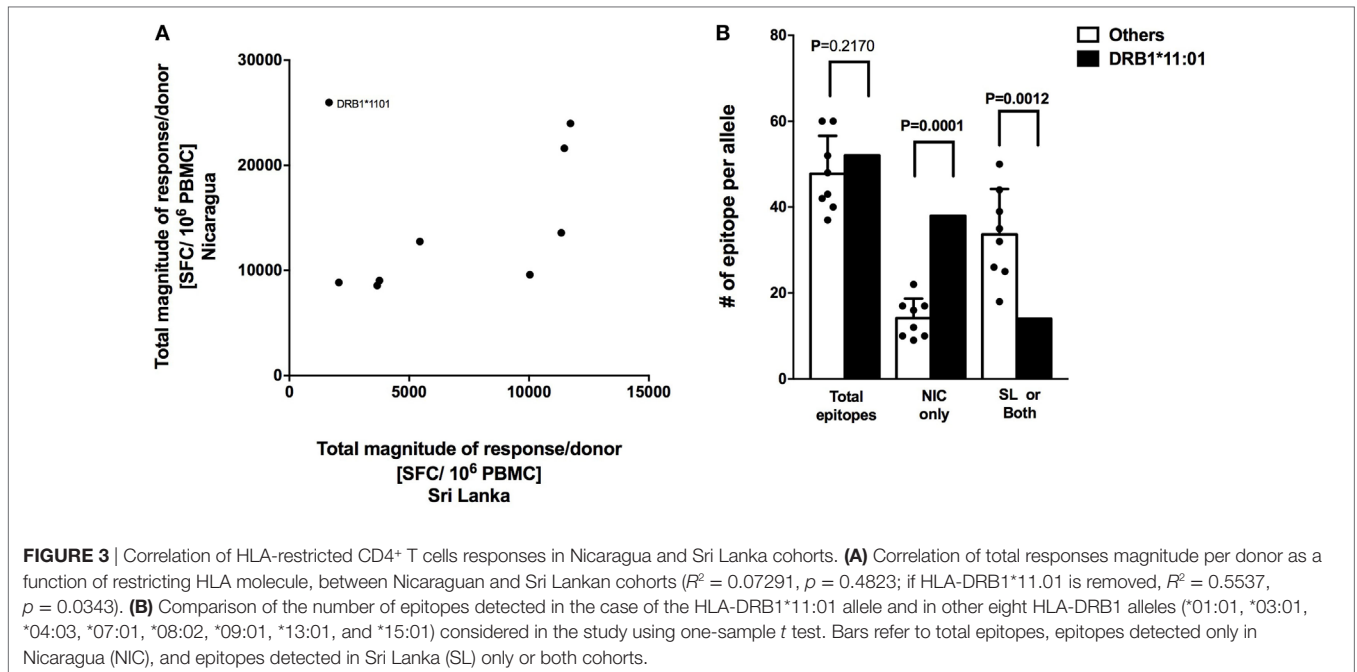 A
30000
20000
10000
0
DRB1*1101
0
5000
10000
15000
Total magnitude of response/donor
[SFC/ 10⁶ PBMC]
Nicaragua
Total magnitude of response/donor
[SFC/ 10⁶ PBMC]
Sri Lanka
B
Others
DRB1*11:01
80
60
40
20
0
# of epitope per allele
P=0.2170
P=0.0001
P=0.0012
Total
epitopes
NIC
only
SL or
Both
FIGURE 3 | Correlation of HLA-restricted CD4⁺ T cells responses in Nicaragua and Sri Lanka cohorts. (A) Correlation of total responses magnitude per donor as a
function of restricting HLA molecule, between Nicaraguan and Sri Lankan cohorts (R² = 0.07291, p = 0.4823; if HLA-DRB1*11.01 is removed, R² = 0.5537,
p = 0.0343). (B) Comparison of the number of epitopes detected in the case of the HLA-DRB1*11:01 allele and in other eight HLA-DRB1 alleles (*01:01, *03:01,
*04:03, *07:01, *08:02, *09:01, *13:01, and *15:01) considered in the study using one-sample t test. Bars refer to total epitopes, epitopes detected only in
Nicaragua (NIC), and epitopes detected in Sri Lanka (SL) only or both cohorts.